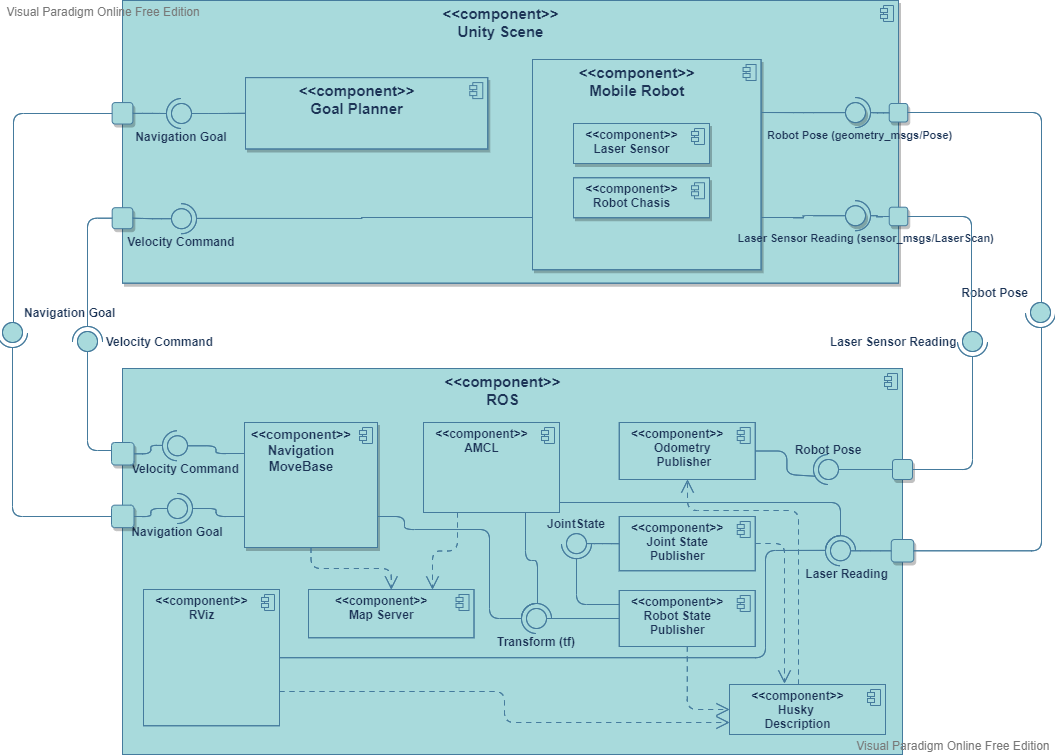 Visual Paradigm Online Free Edition
<<component>>
Unity Scene
<<component>>
Goal Planner
<<component>>
Mobile Robot
<<component>>
Laser Sensor
<<component>>
Robot Chasis
Navigation Goal
Robot Pose (geometry_msgs/Pose)
Velocity Command
Laser Sensor Reading (sensor_msgs/LaserScan)
Navigation Goal
Velocity Command
Robot Pose
Laser Sensor Reading
<<component>>
ROS
<<component>>
Navigation
MoveBase
<<component>>
AMCL
<<component>>
Odometry
Publisher
Robot Pose
Velocity Command
Navigation Goal
JointState
<<component>>
Joint State
Publisher
Laser Reading
<<component>>
RViz
<<component>>
Map Server
<<component>>
Robot State
Publisher
Transform (tf)
<<component>>
Husky
Description
Visual Paradigm Online Free Edition